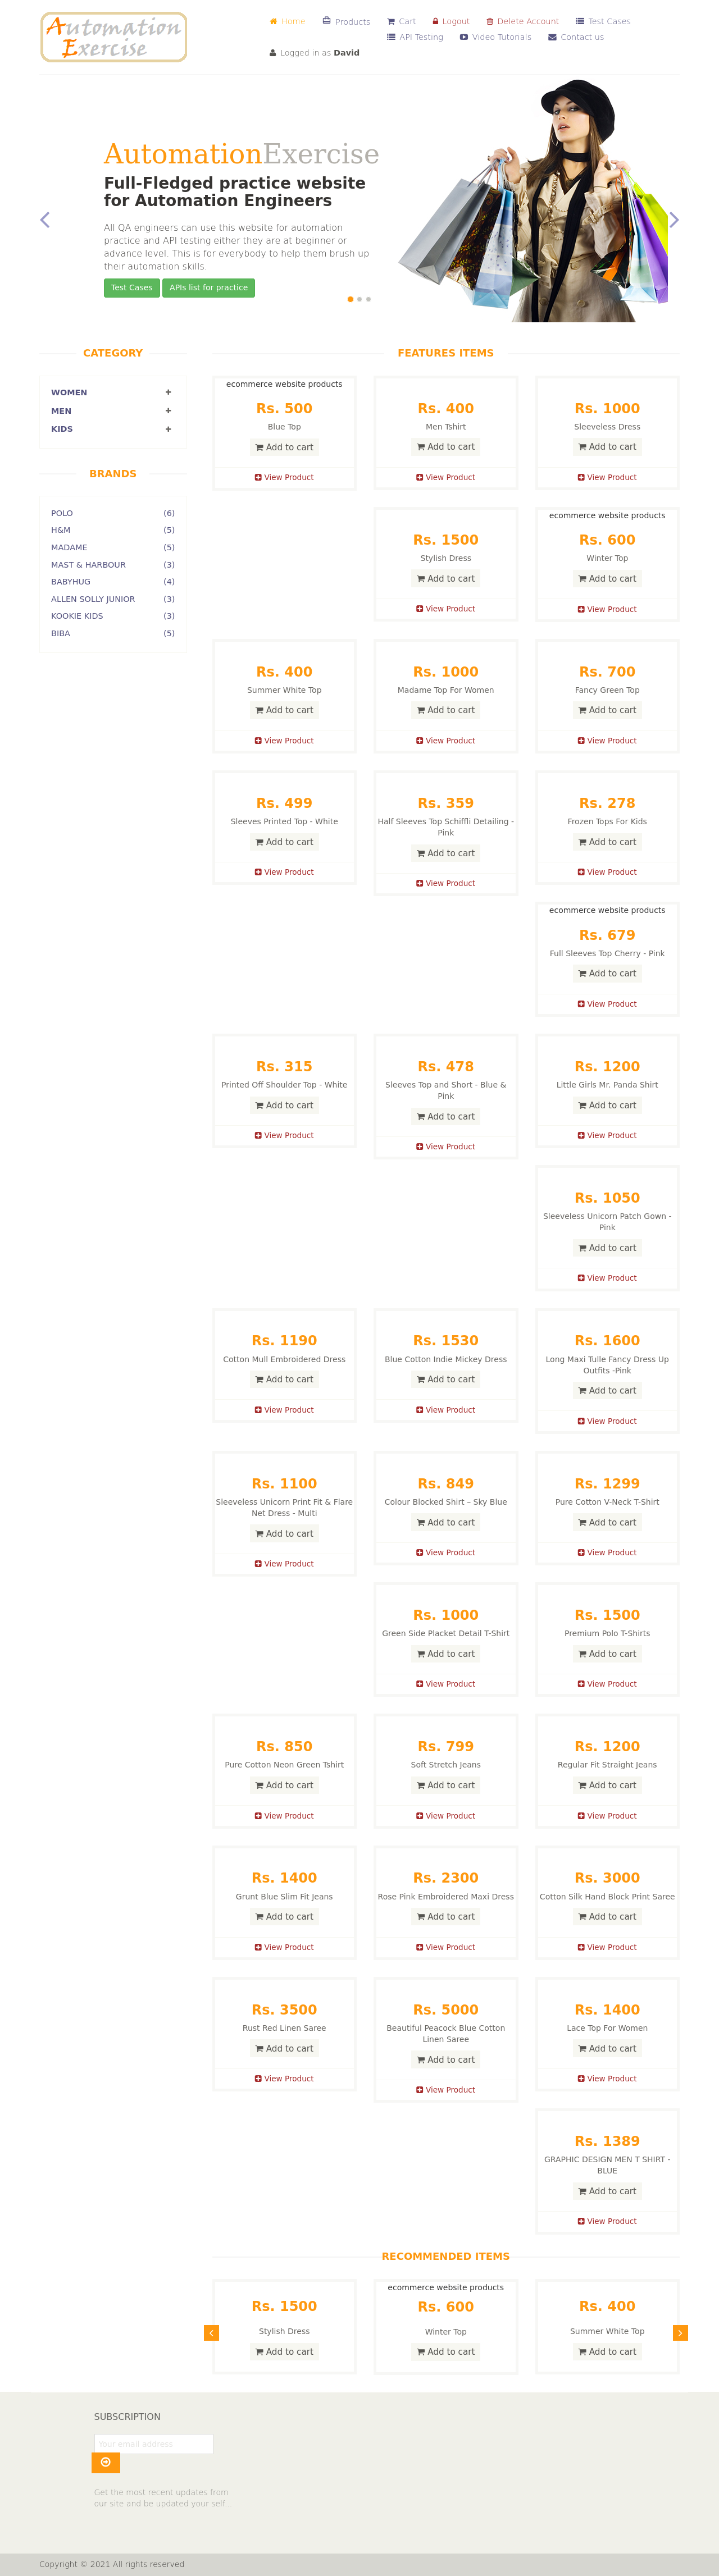 Automation
Exercise
Home
Products
Cart
Logout
Delete Account
Test Cases
API Testing
Video Tutorials
Contact us
Logged in as David
AutomationExercise
Full-Fledged practice website
for Automation Engineers
All QA engineers can use this website for automation
practice and API testing either they are at beginner or
advance level. This is for everybody to help them brush up
their automation skills.
Test Cases
APIs list for practice
CATEGORY
WOMEN
MEN
KIDS
BRANDS
POLO (6)
H&M (5)
MADAME (5)
MAST & HARBOUR (3)
BABYHUG (4)
ALLEN SOLLY JUNIOR (3)
KOOKIE KIDS (3)
BIBA (5)
FEATURES ITEMS
ecommerce website products
Rs. 500
Blue Top
Add to cart
View Product
Rs. 400
Men Tshirt
Add to cart
View Product
Rs. 1000
Sleeveless Dress
Add to cart
View Product
Rs. 1500
Stylish Dress
Add to cart
View Product
ecommerce website products
Rs. 600
Winter Top
Add to cart
View Product
Rs. 400
Summer White Top
Add to cart
View Product
Rs. 1000
Madame Top For Women
Add to cart
View Product
Rs. 700
Fancy Green Top
Add to cart
View Product
Rs. 499
Sleeves Printed Top - White
Add to cart
View Product
Rs. 359
Half Sleeves Top Schiffli Detailing -
Pink
Add to cart
View Product
Rs. 278
Frozen Tops For Kids
Add to cart
View Product
ecommerce website products
Rs. 679
Full Sleeves Top Cherry - Pink
Add to cart
View Product
Rs. 315
Printed Off Shoulder Top - White
Add to cart
View Product
Rs. 478
Sleeves Top and Short - Blue &
Pink
Add to cart
View Product
Rs. 1200
Little Girls Mr. Panda Shirt
Add to cart
View Product
Rs. 1050
Sleeveless Unicorn Patch Gown -
Pink
Add to cart
View Product
Rs. 1190
Cotton Mull Embroidered Dress
Add to cart
View Product
Rs. 1530
Blue Cotton Indie Mickey Dress
Add to cart
View Product
Rs. 1600
Long Maxi Tulle Fancy Dress Up
Outfits -Pink
Add to cart
View Product
Rs. 1100
Sleeveless Unicorn Print Fit & Flare
Net Dress - Multi
Add to cart
View Product
Rs. 849
Colour Blocked Shirt – Sky Blue
Add to cart
View Product
Rs. 1299
Pure Cotton V-Neck T-Shirt
Add to cart
View Product
Rs. 1000
Green Side Placket Detail T-Shirt
Add to cart
View Product
Rs. 1500
Premium Polo T-Shirts
Add to cart
View Product
Rs. 850
Pure Cotton Neon Green Tshirt
Add to cart
View Product
Rs. 799
Soft Stretch Jeans
Add to cart
View Product
Rs. 1200
Regular Fit Straight Jeans
Add to cart
View Product
Rs. 1400
Grunt Blue Slim Fit Jeans
Add to cart
View Product
Rs. 2300
Rose Pink Embroidered Maxi Dress
Add to cart
View Product
Rs. 3000
Cotton Silk Hand Block Print Saree
Add to cart
View Product
Rs. 3500
Rust Red Linen Saree
Add to cart
View Product
Rs. 5000
Beautiful Peacock Blue Cotton
Linen Saree
Add to cart
View Product
Rs. 1400
Lace Top For Women
Add to cart
View Product
Rs. 1389
GRAPHIC DESIGN MEN T SHIRT -
BLUE
Add to cart
View Product
RECOMMENDED ITEMS
Rs. 1500
Stylish Dress
Add to cart
ecommerce website products
Rs. 600
Winter Top
Add to cart
Rs. 400
Summer White Top
Add to cart
SUBSCRIPTION
Your email address
Get the most recent updates from
our site and be updated your self...
Copyright © 2021 All rights reserved